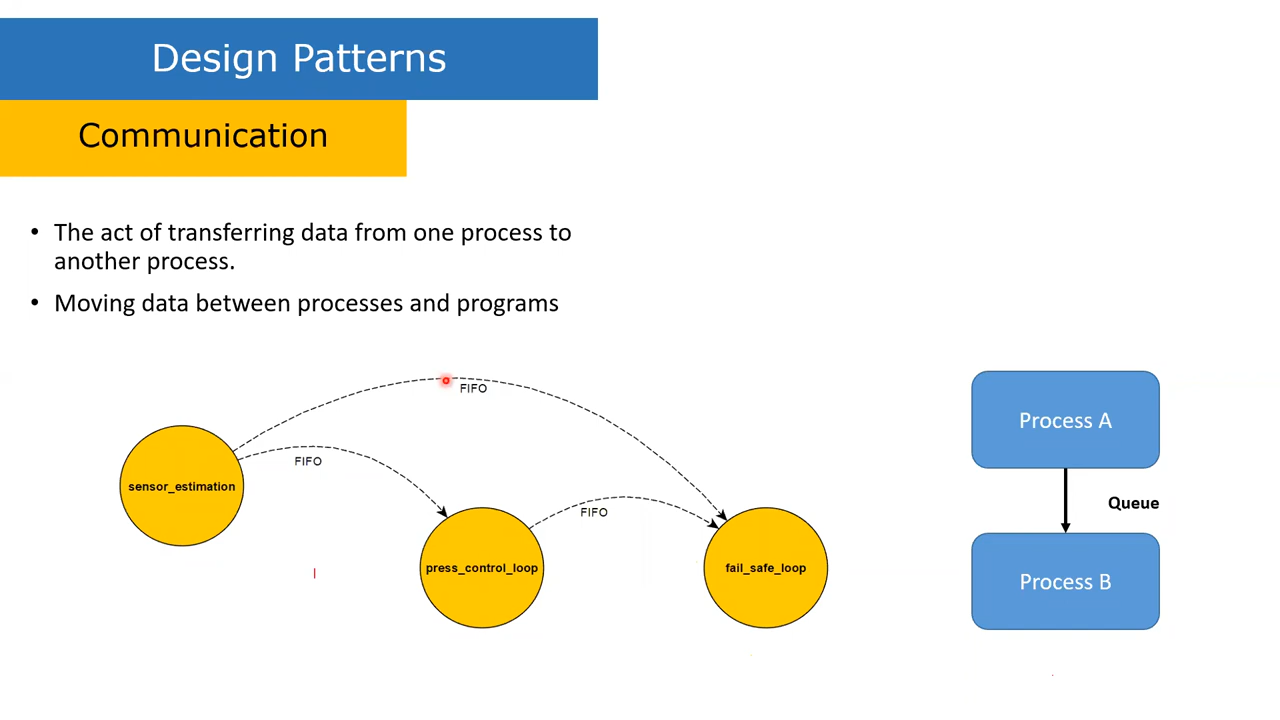 Design Patterns
Communication
• The act of transferring data from one process to
another process.
• Moving data between processes and programs
FIFO
FIFO
sensor_estimation
FIFO
press_control_loop
fail_safe_loop
Process A
Queue
Process B